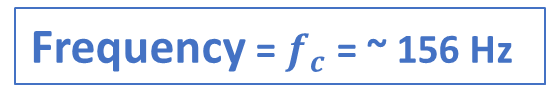 Frequency = fc = ~ 156 Hz